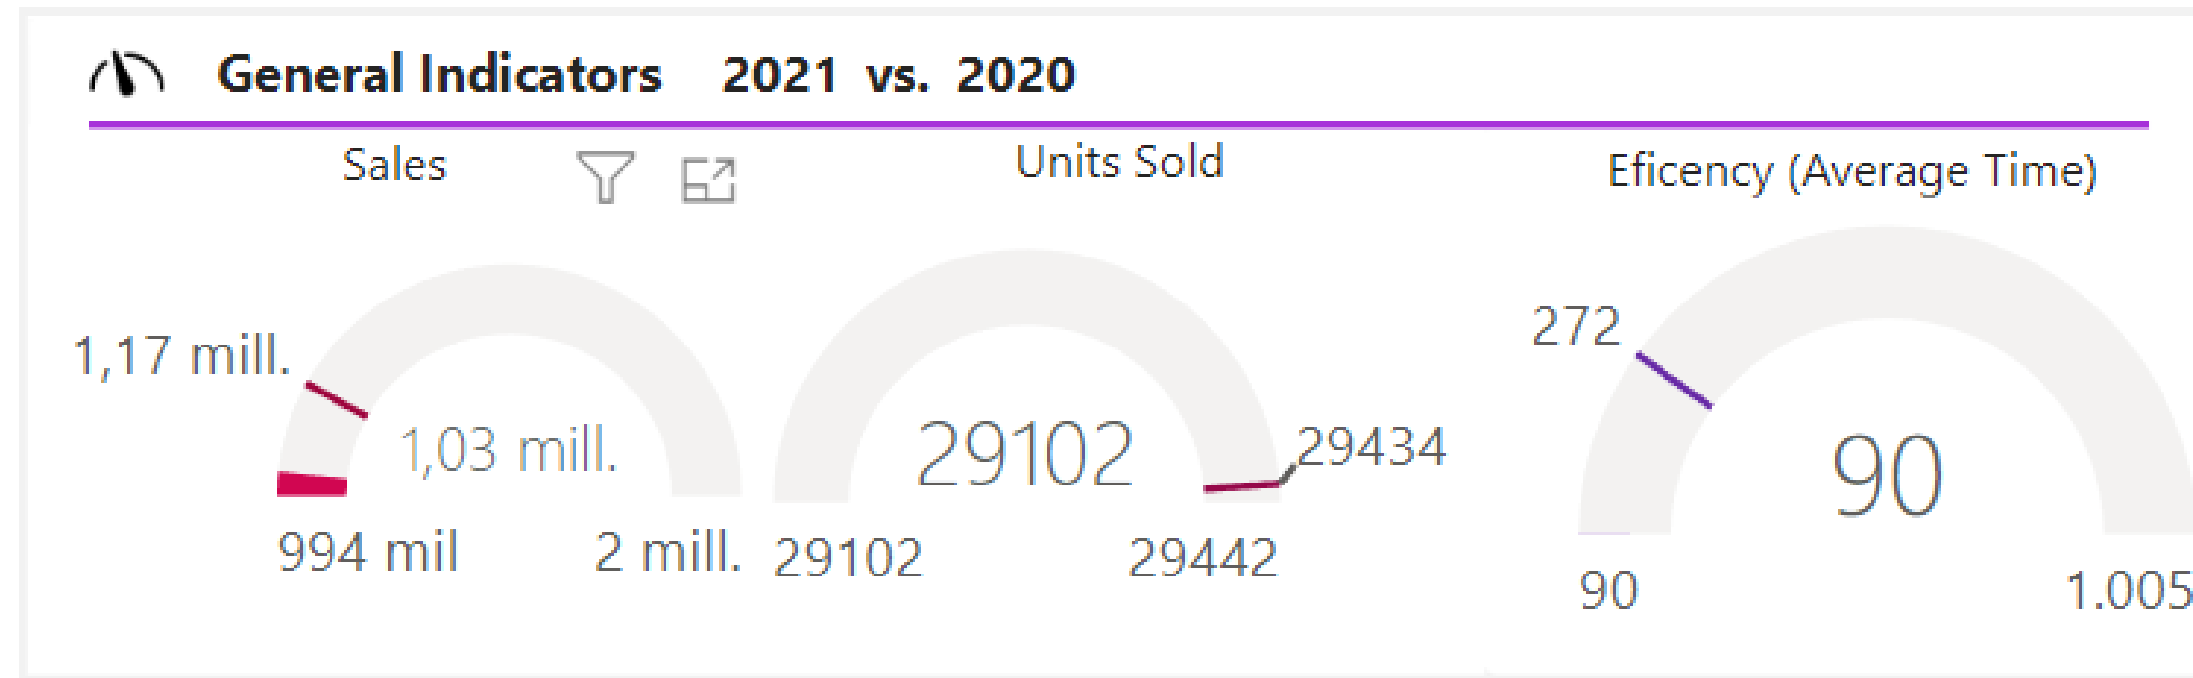 General Indicators 2021 vs. 2020
Sales
1,17 mill.
1,03 mill.
994 mil
2 mill.
Units Sold
29102
29434
29102
29442
Eficency (Average Time)
272
90
90
1.005